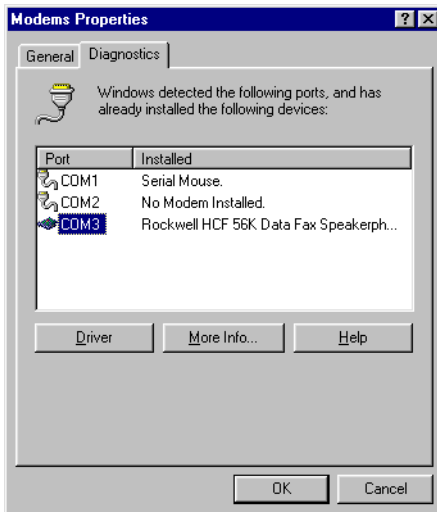 Modems Properties
General Diagnostics
Windows detected the following ports, and has
already installed the following devices:
Port Installed
COM1 Serial Mouse.
COM2 No Modem Installed.
COM3 Rockwell HCF 56K Data Fax Speakerph...
Driver More Info... Help
OK Cancel